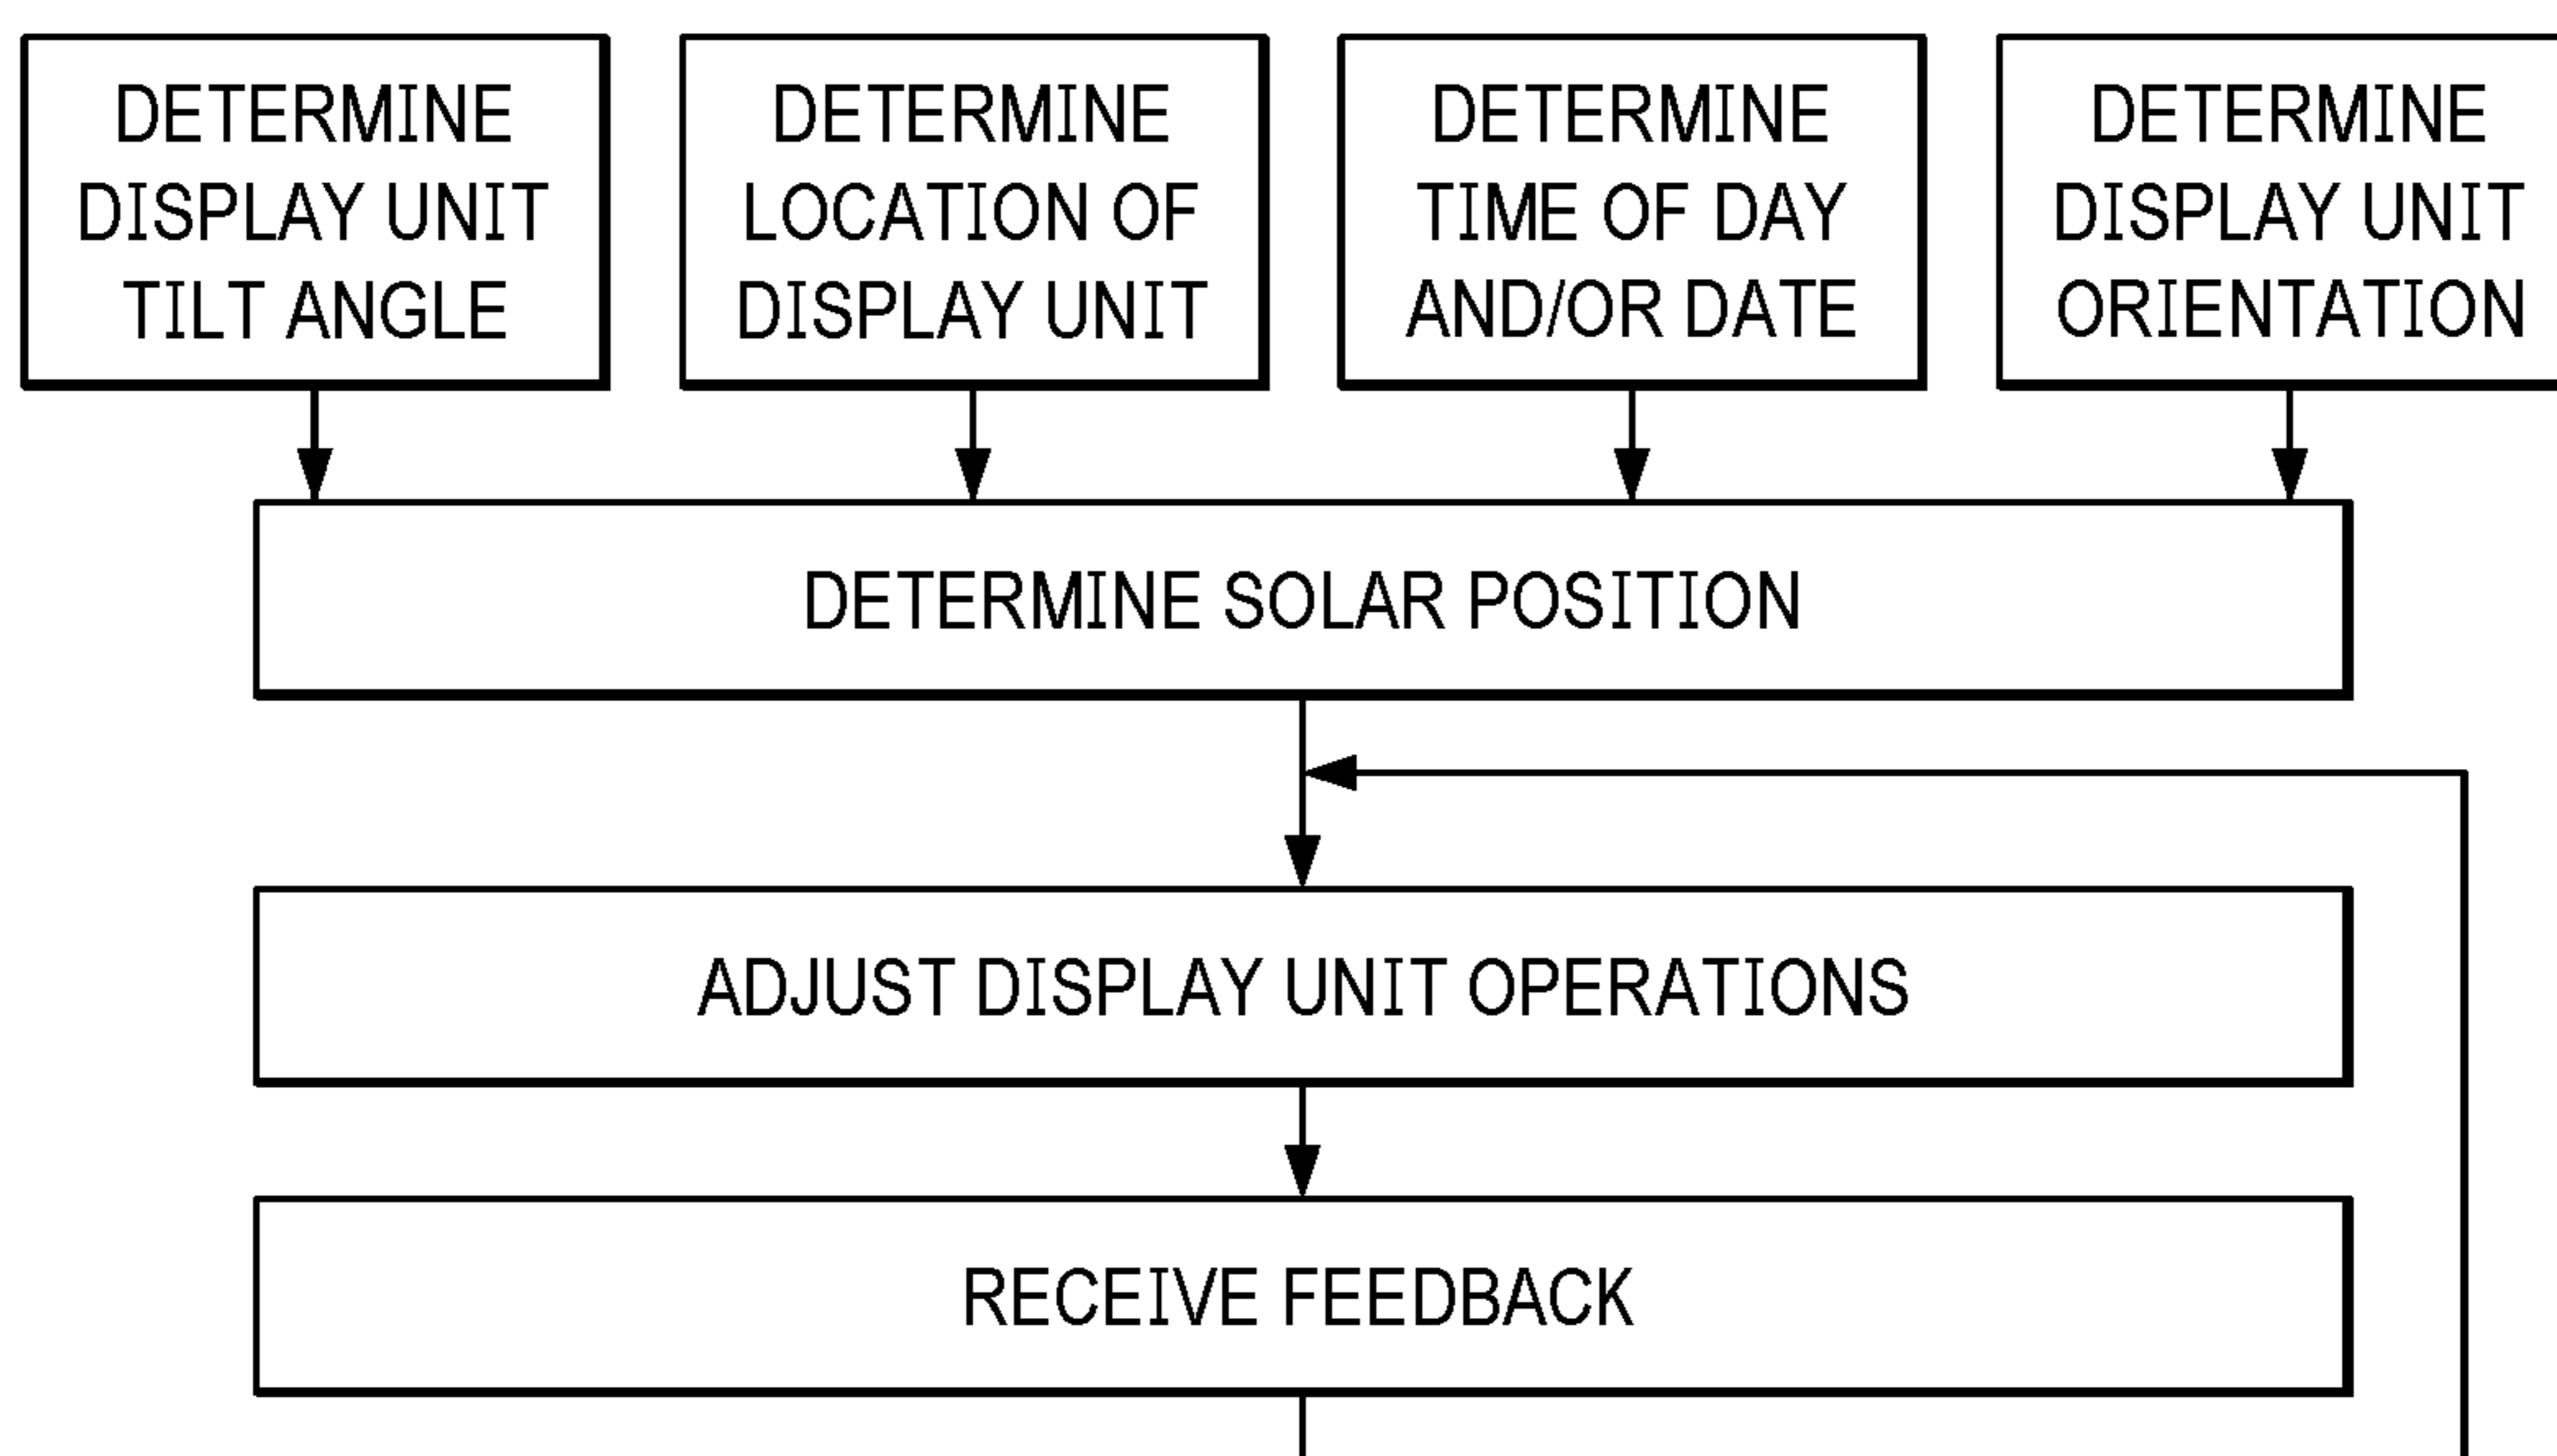 DETERMINE
DISPLAY UNIT
TILT ANGLE
DETERMINE
LOCATION OF
DISPLAY UNIT
DETERMINE
TIME OF DAY
AND/OR DATE
DETERMINE
DISPLAY UNIT
ORIENTATION
DETERMINE SOLAR POSITION
ADJUST DISPLAY UNIT OPERATIONS
RECEIVE FEEDBACK